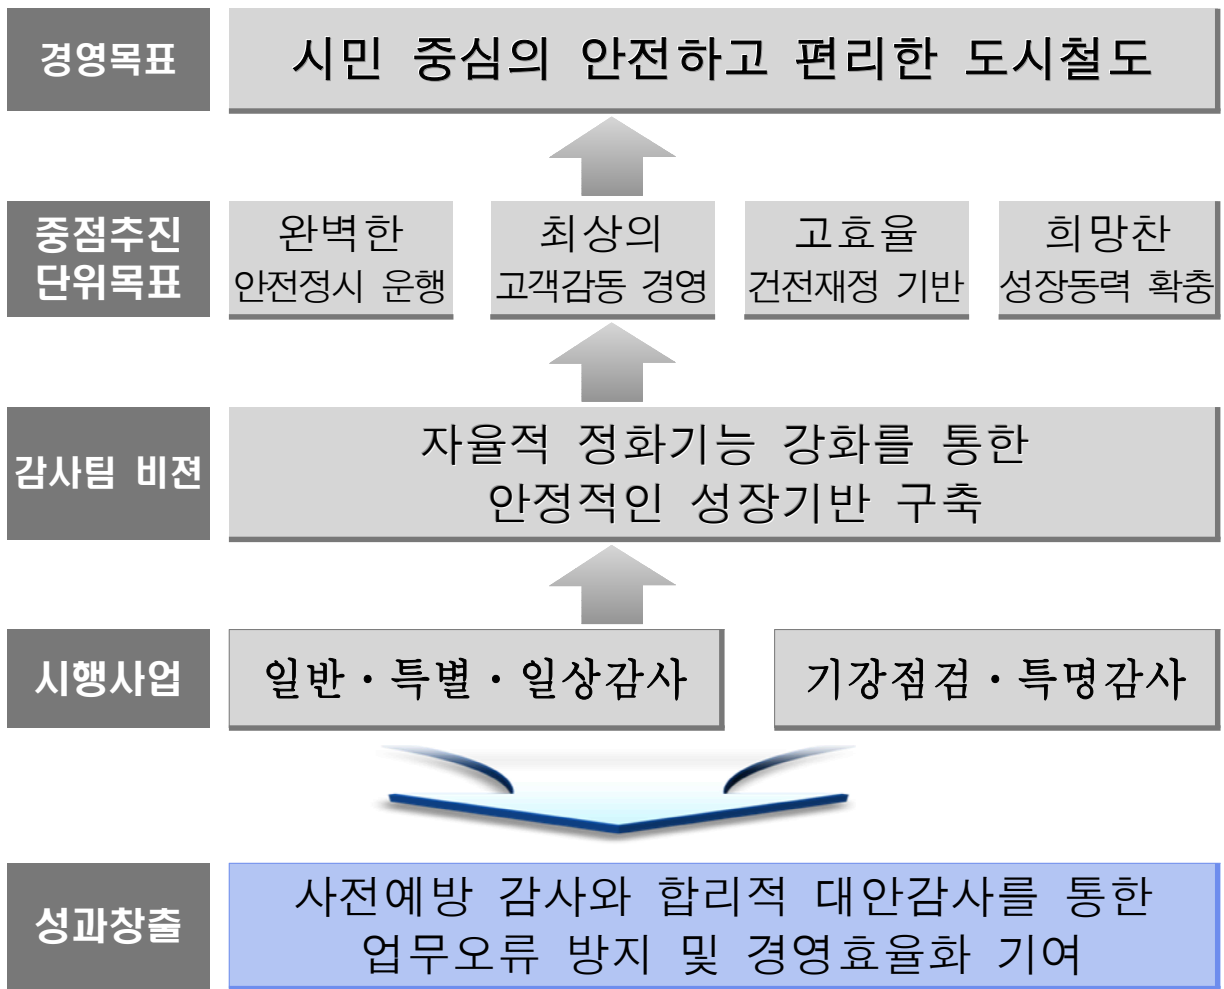 경영목표
시민 중심의 안전하고 편리한 도시철도
중점추진
단위목표
완벽한
안전정시 운행
최상의
고객감동 경영
고효율
건전재정 기반
희망찬
성장동력 확충
감사팀 비젼
자율적 정화기능 강화를 통한
안정적인 성장기반 구축
시행사업
일반·특별·일상감사
기강점검·특명감사
성과창출
사전예방 감사와 합리적 대안감사를 통한
업무오류 방지 및 경영효율화 기여